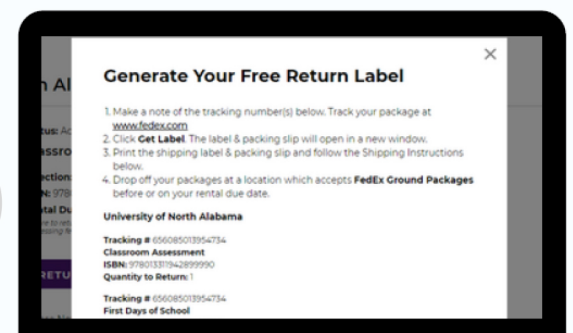 Generate Your Free Return Label
1. Make a note of the tracking number(s) below. Track your package at
www.fedex.com
2. Click Get Label. The label & packing slip will open in a new window.
3. Print the shipping label & packing slip and follow the Shipping Instructions
below.
4. Drop off your packages at a location which accepts FedEx Ground Packages
before or on your rental due date.
University of North Alabama
Tracking # 656085013954734
Classroom Assessment
ISBN: 978013311942899990
Quantity to Return: 1
Tracking # 656085013954734
First Days of School